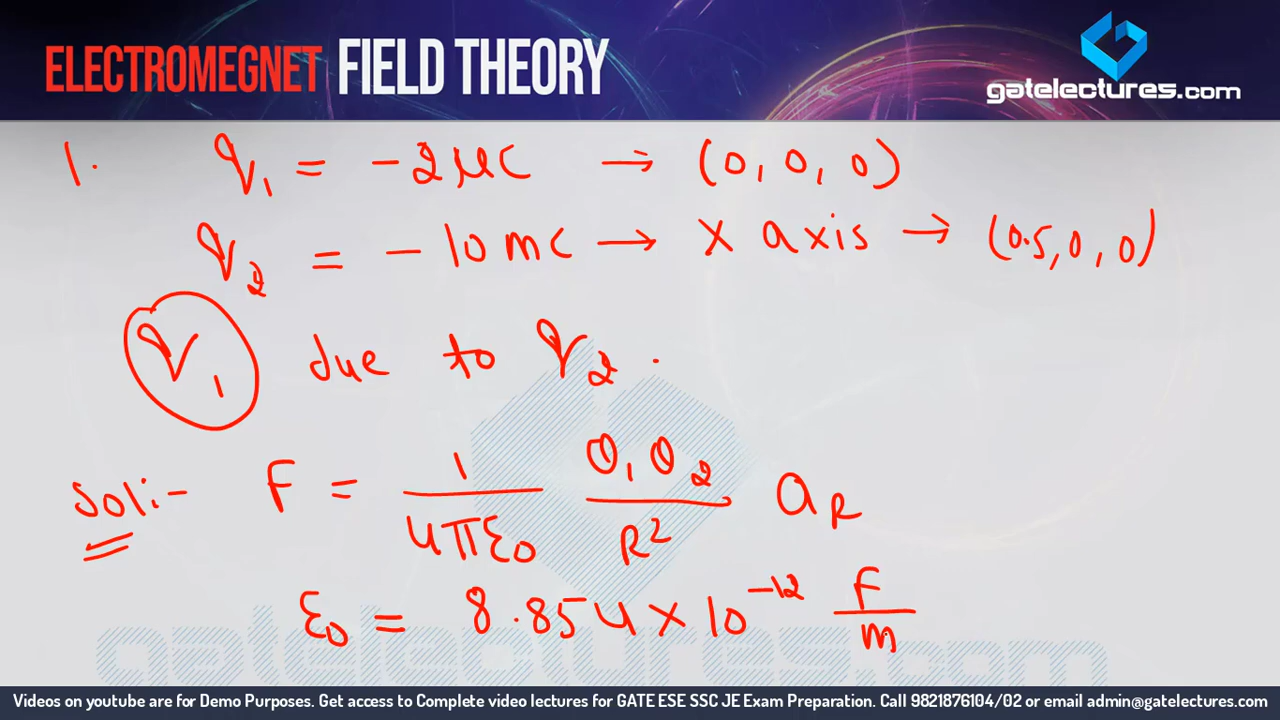 ELECTROMEGNET FIELD THEORY
gatelectures.com
1. q₁ = -2μC → (0, 0, 0)
q₂ = -10mC → X axis → (0.5, 0, 0)
q₁ due to q₂.
Sol:- F = 1/4πε₀ Q₁Q₂/R² a_R
ε₀ = 8.854 × 10⁻¹² F/m
gatelectures.com
Videos on youtube are for Demo Purposes. Get access to Complete video lectures for GATE ESE SSC JE Exam Preparation. Call 9821876104/02 or email admin@gatelectures.com